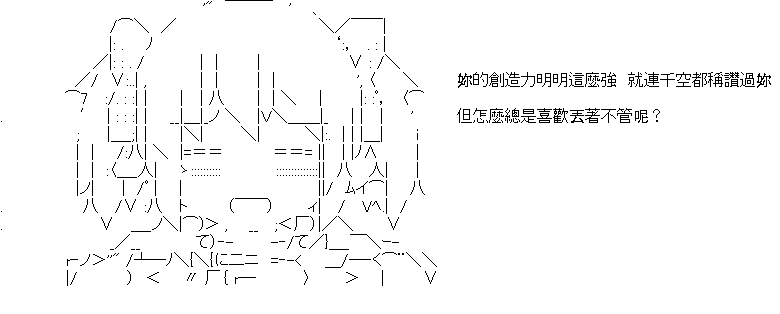 妳的創造力明明這麼強 就連千空都稱讚過妳
但怎麼總是喜歡丟著不管呢？